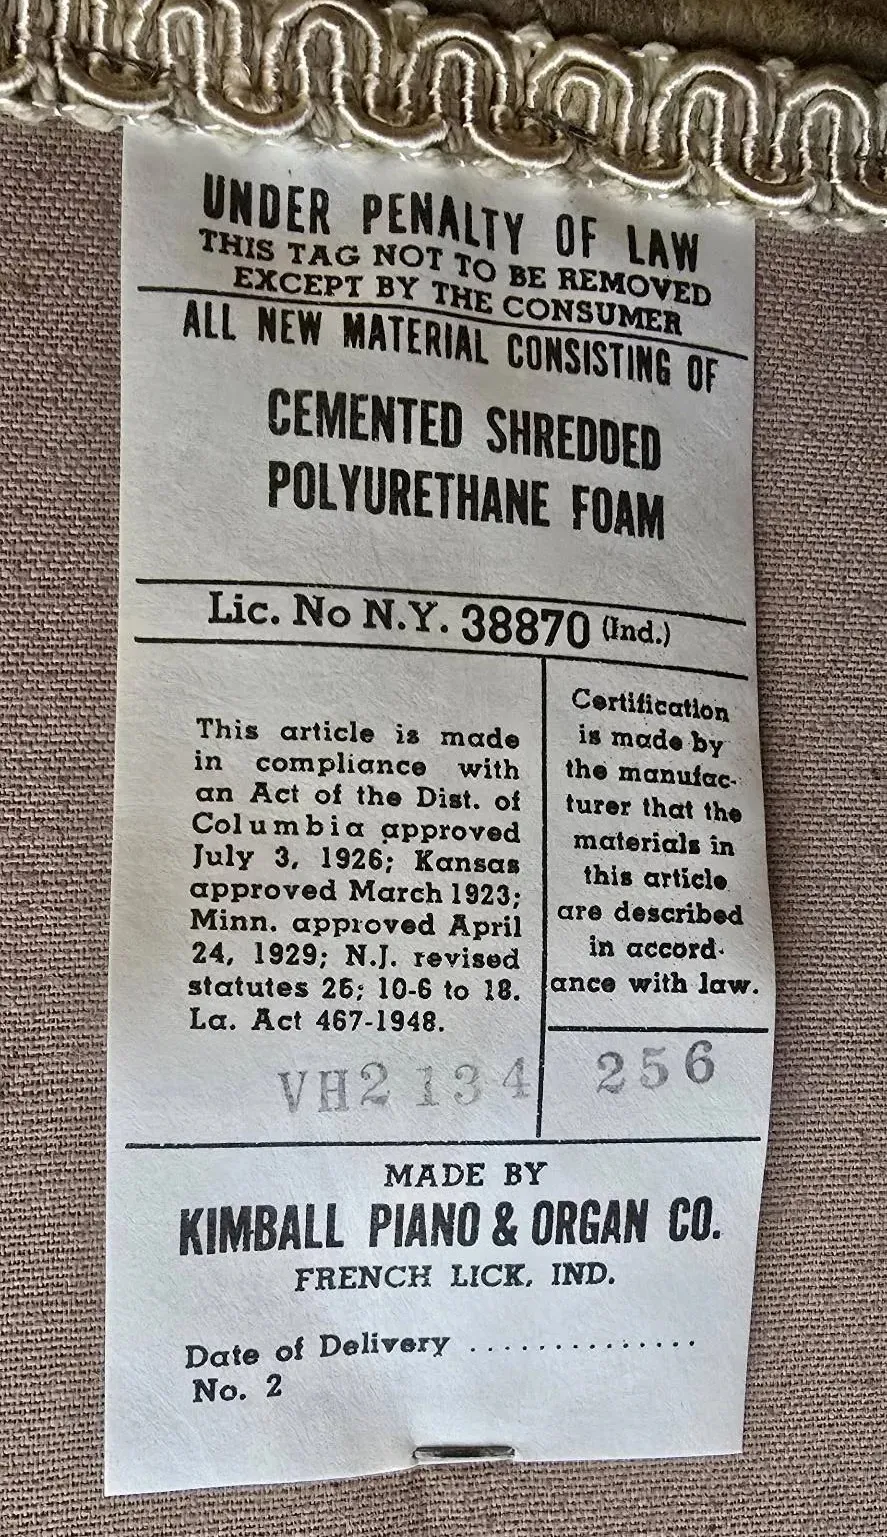 UNDER PENALTY OF LAW
THIS TAG NOT TO BE REMOVED
EXCEPT BY THE CONSUMER
ALL NEW MATERIAL CONSISTING OF
CEMENTED SHREDDED
POLYURETHANE FOAM
Lic. No N.Y. 38870 (Ind.)
This article is made
in compliance with
an Act of the Dist. of
Columbia approved
July 3, 1926; Kansas
approved March 1923;
Minn. approved April
24, 1929; N.J. revised
statutes 26; 10-6 to 18.
La. Act 467-1948.
VH2134
Certification
is made by
the manufac-
turer that the
materials in
this article
are described
in accord-
ance with law.
256
MADE BY
KIMBALL PIANO & ORGAN CO.
FRENCH LICK, IND.
Date of Delivery ..............
No. 2